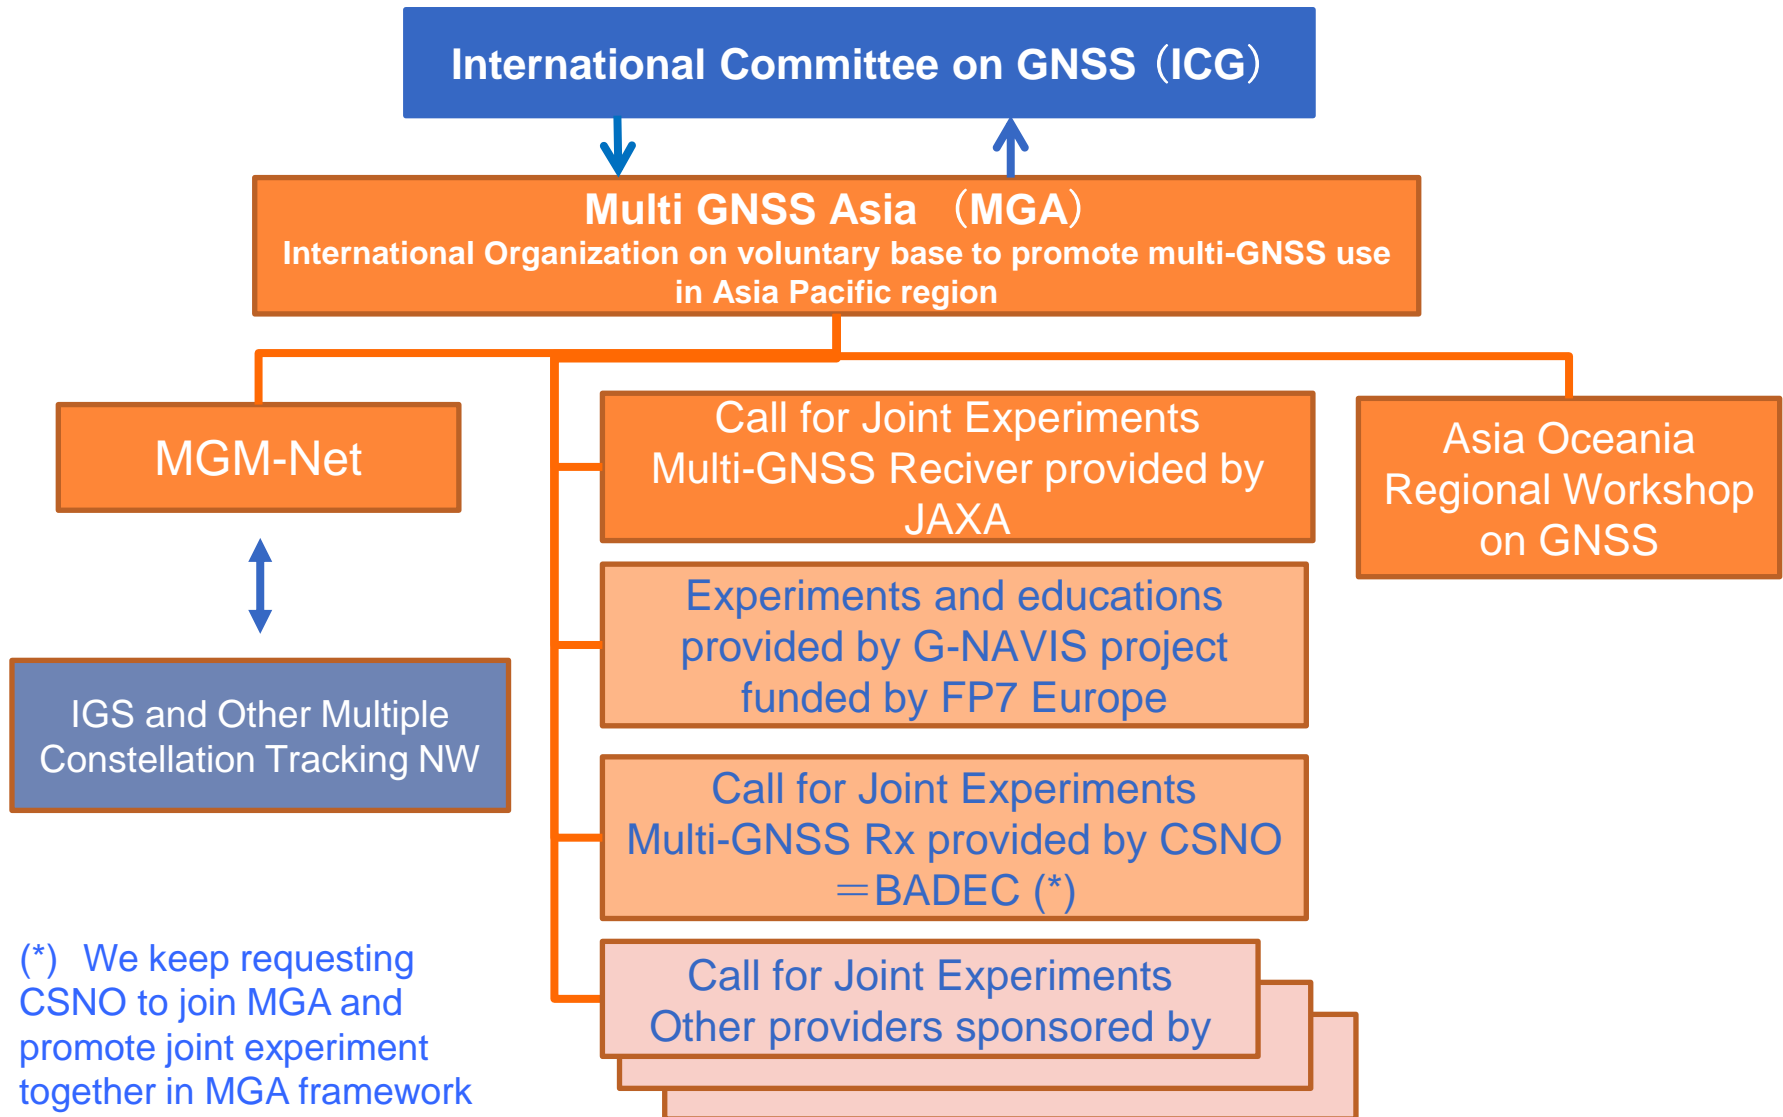 International Committee on GNSS（ICG）
Multi GNSS Asia （MGA）
International Organization on voluntary base to promote multi-GNSS use
in Asia Pacific region
MGM-Net
Call for Joint Experiments
Multi-GNSS Reciver provided by
JAXA
Asia Oceania
Regional Workshop
on GNSS
Experiments and educations
provided by G-NAVIS project
funded by FP7 Europe
IGS and Other Multiple
Constellation Tracking NW
Call for Joint Experiments
Multi-GNSS Rx provided by CSNO
＝BADEC (*)
Call for Joint Experiments
Other providers sponsored by
(*) We keep requesting
CSNO to join MGA and
promote joint experiment
together in MGA framework